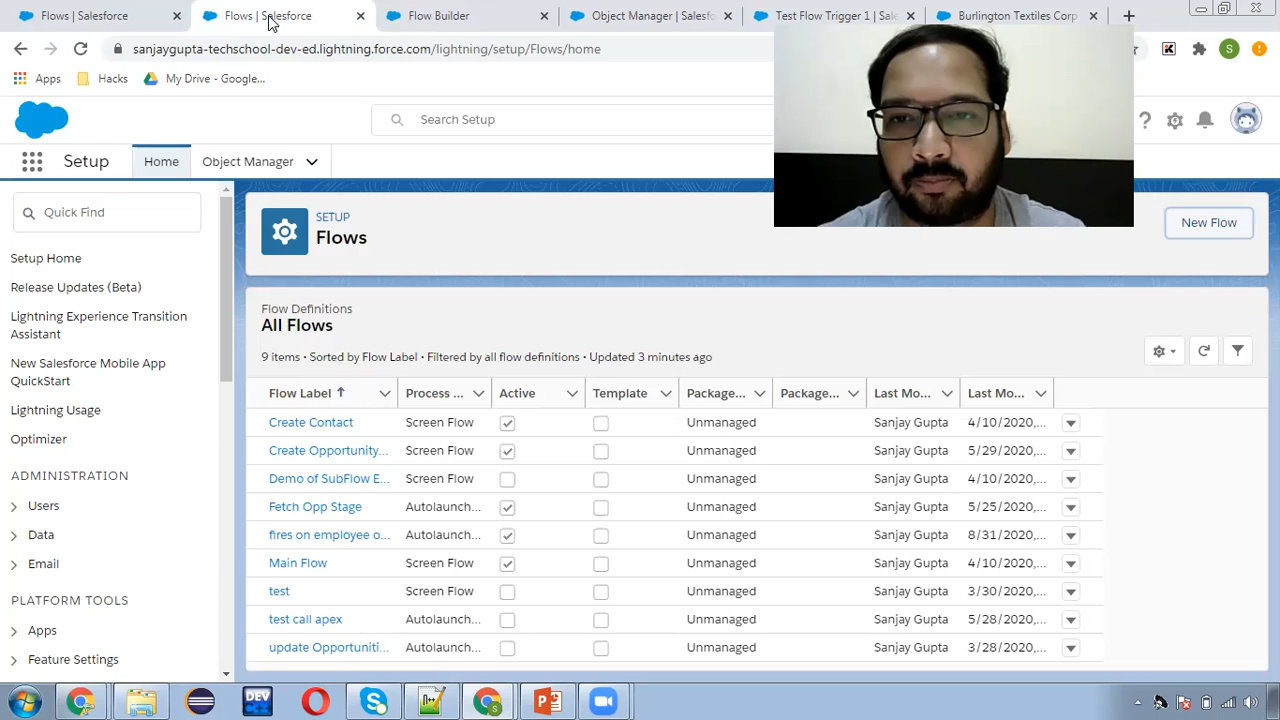 Flows | Salesforce
Flows | Salesforce
Flow Builder
Object Manager | Salesf
Test Flow Trigger 1 | Sale
Burlington Textiles Corp
sanjaygupta-techschool-dev-ed.lightning.force.com/lightning/setup/Flows/home
S
Apps
Hacks
My Drive - Google...
Search Setup
Setup
Home
Object Manager
Quick Find
SETUP
Flows
New Flow
Setup Home
Release Updates (Beta)
Lightning Experience Transition
Assistant
New Salesforce Mobile App
QuickStart
Lightning Usage
Optimizer
ADMINISTRATION
Users
Data
Email
PLATFORM TOOLS
Apps
Feature Settings
Flow Definitions
All Flows
9 items • Sorted by Flow Label • Filtered by all flow definitions • Updated 3 minutes ago
Flow Label Process ... Active Template Package... Package... Last Mo... Last Mo...
Create Contact Screen Flow Unmanaged Sanjay Gupta 4/10/2020,...
Create Opportunity... Screen Flow Unmanaged Sanjay Gupta 5/29/2020,...
Demo of SubFlow E... Screen Flow Unmanaged Sanjay Gupta 4/10/2020,...
Fetch Opp Stage Autolaunch... Unmanaged Sanjay Gupta 5/25/2020,...
fires on employee o... Autolaunch... Unmanaged Sanjay Gupta 8/31/2020,...
Main Flow Screen Flow Unmanaged Sanjay Gupta 4/10/2020,...
test Screen Flow Unmanaged Sanjay Gupta 3/30/2020,...
test call apex Autolaunch... Unmanaged Sanjay Gupta 5/28/2020,...
update Opportuniti... Autolaunch... Unmanaged Sanjay Gupta 3/28/2020,...
DEV
C++